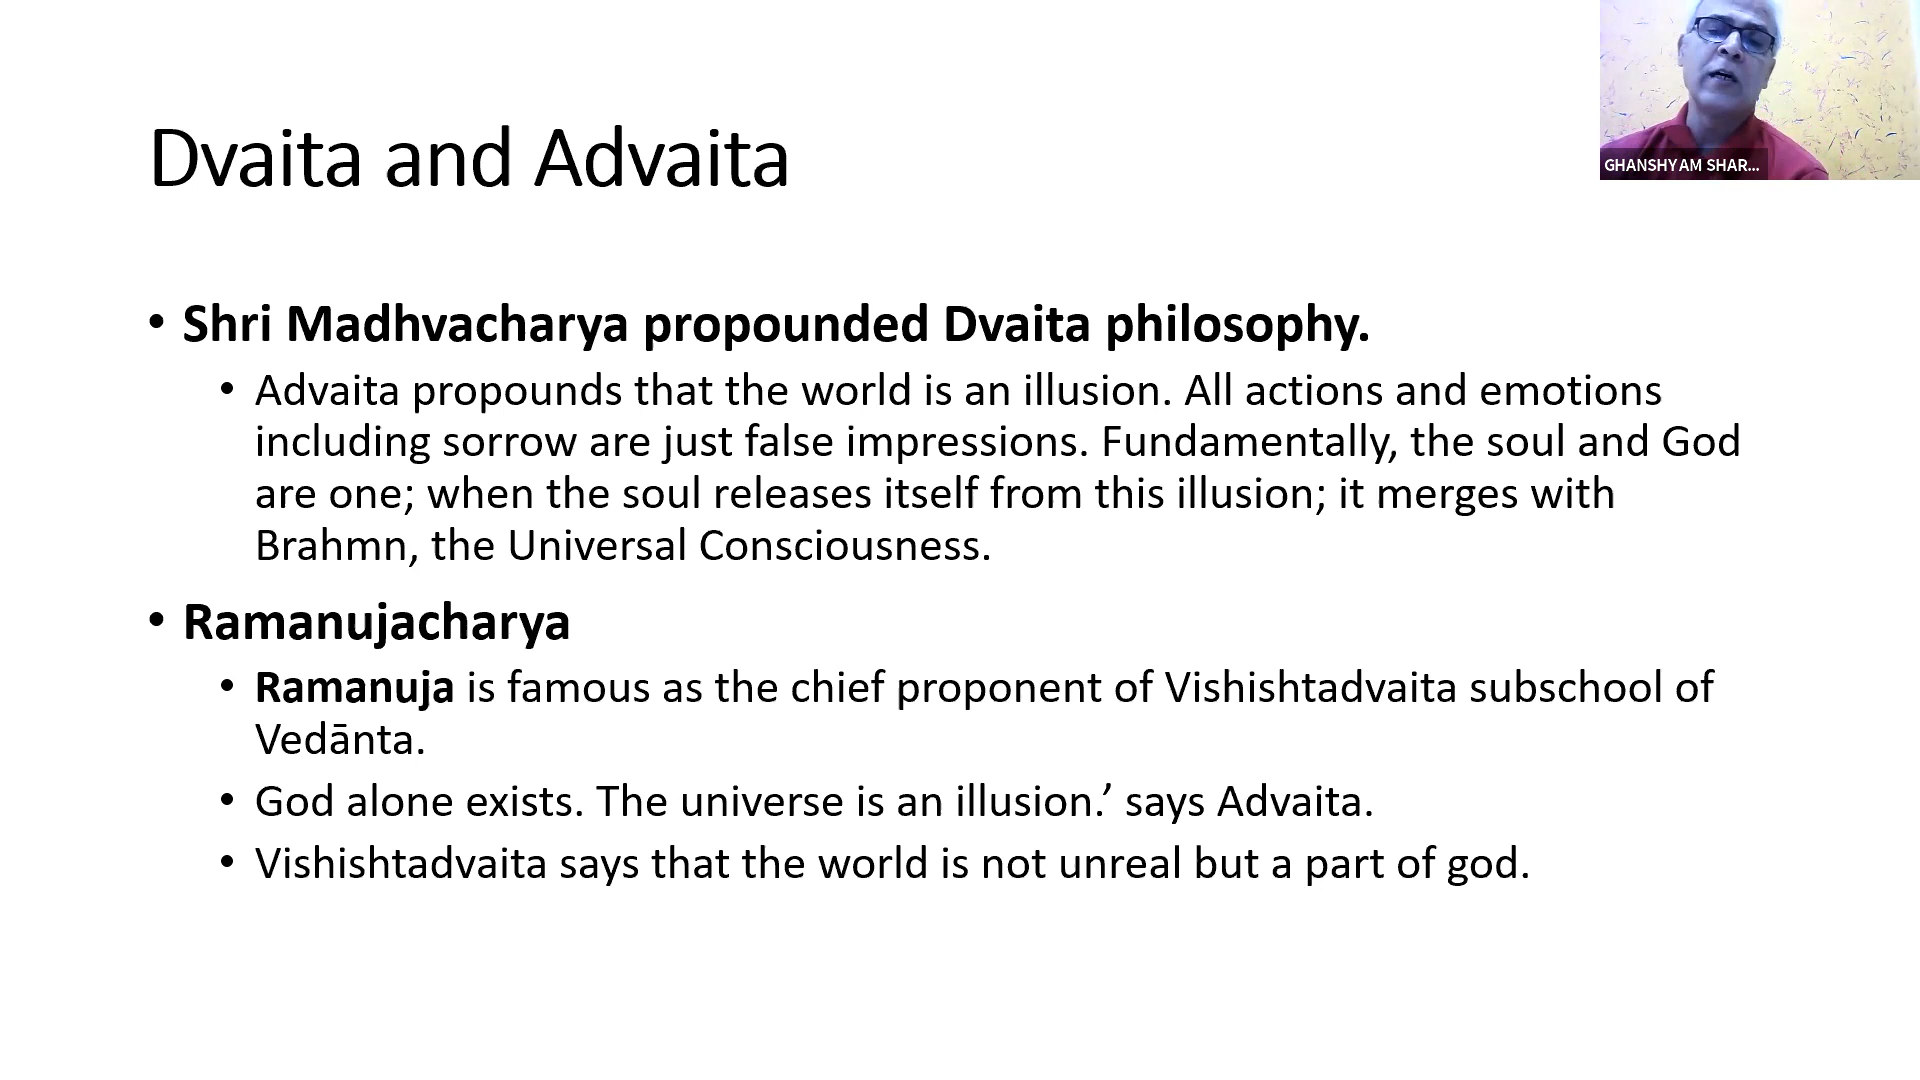 GHANSHYAM SHAR...
Dvaita and Advaita
• Shri Madhvacharya propounded Dvaita philosophy.
• Advaita propounds that the world is an illusion. All actions and emotions
including sorrow are just false impressions. Fundamentally, the soul and God
are one; when the soul releases itself from this illusion; it merges with
Brahmn, the Universal Consciousness.
• Ramanujacharya
• Ramanuja is famous as the chief proponent of Vishishtadvaita subschool of
Vedānta.
• God alone exists. The universe is an illusion.’ says Advaita.
• Vishishtadvaita says that the world is not unreal but a part of god.